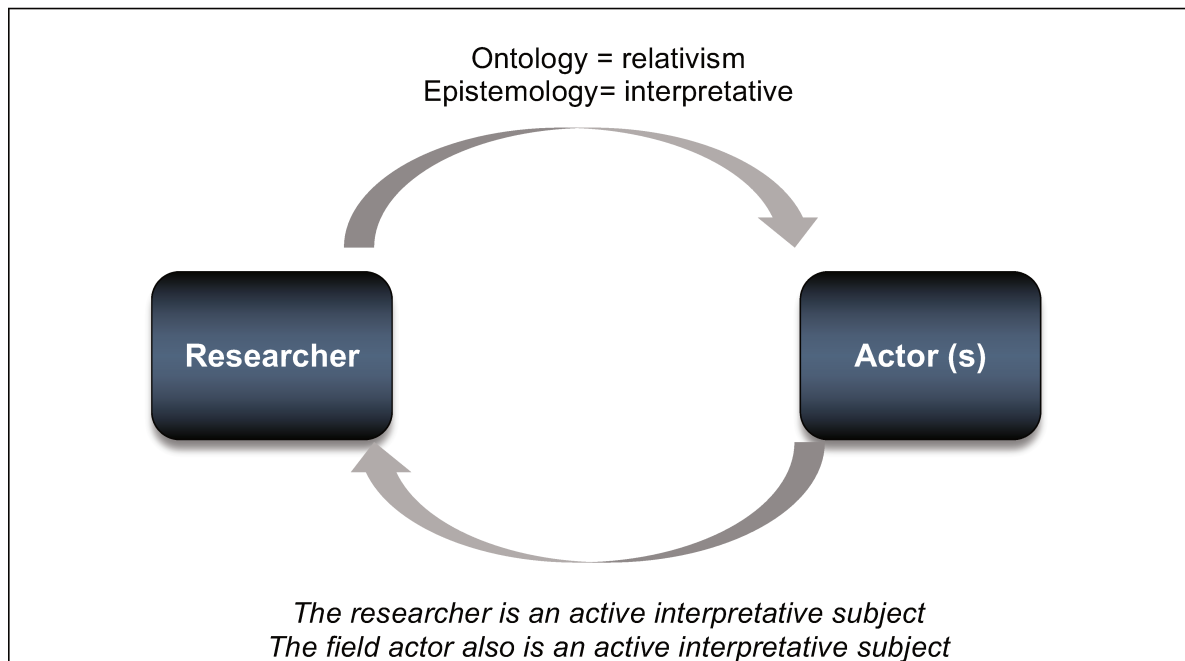 Ontology = relativism
Epistemology= interpretative
Researcher
Actor (s)
The researcher is an active interpretative subject
The field actor also is an active interpretative subject